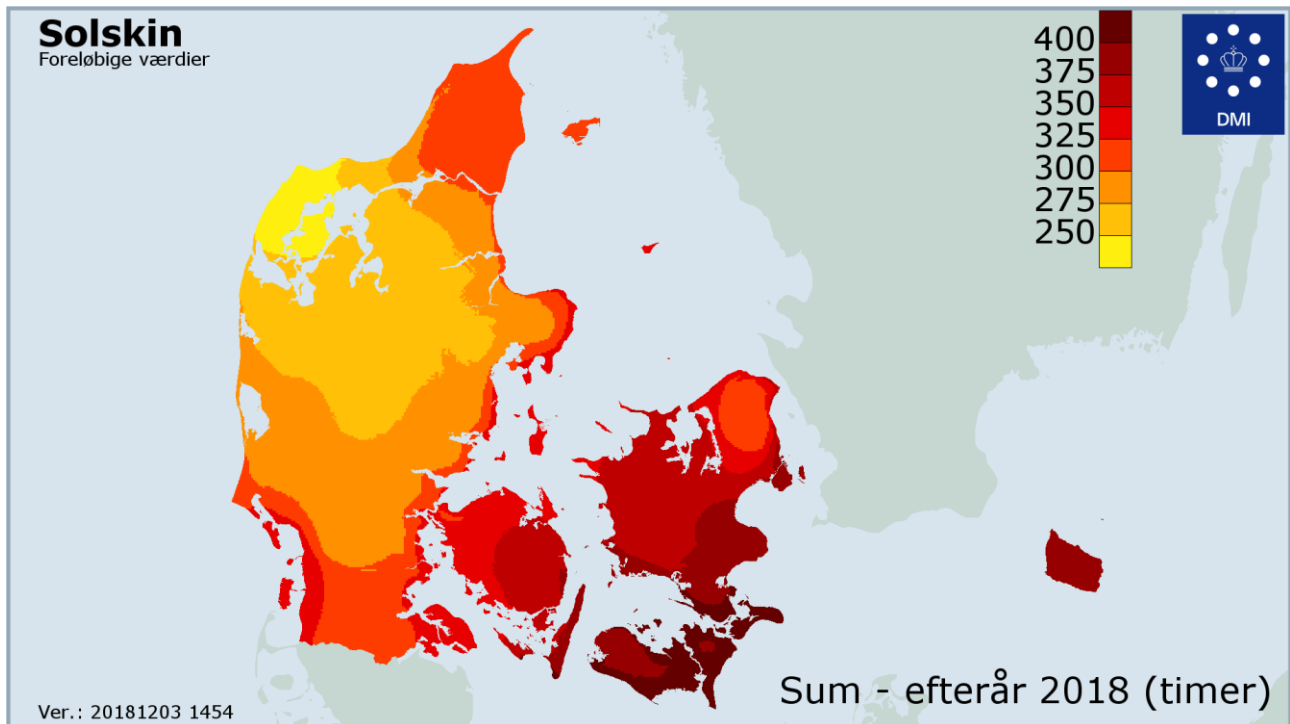 Solskin
Foreløbige værdier
400
375
350
325
300
275
250
DMI
Sum - efterår 2018 (timer)
Ver.: 20181203 1454